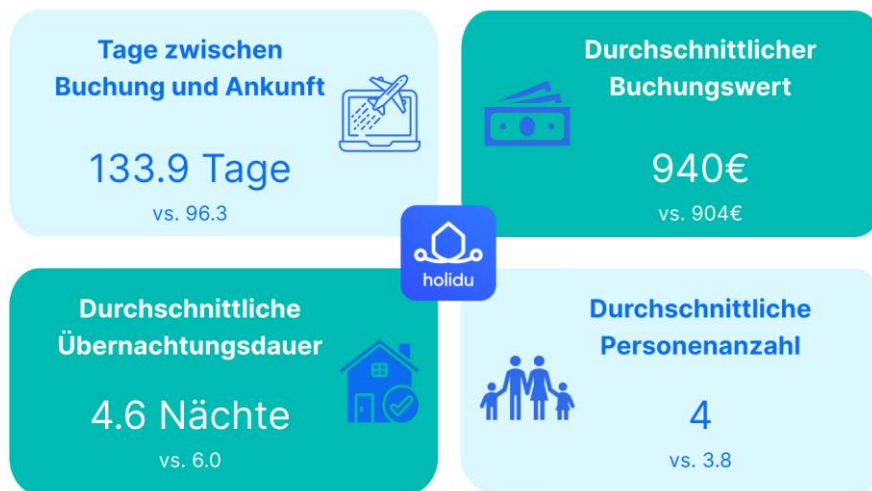 Tage zwischen
Buchung und Ankunft
133.9 Tage
vs. 96.3
Durchschnittlicher
Buchungswert
940€
vs. 904€
holidu
Durchschnittliche
Übernachtungsdauer
4.6 Nächte
vs. 6.0
Durchschnittliche
Personenanzahl
4
vs. 3.8